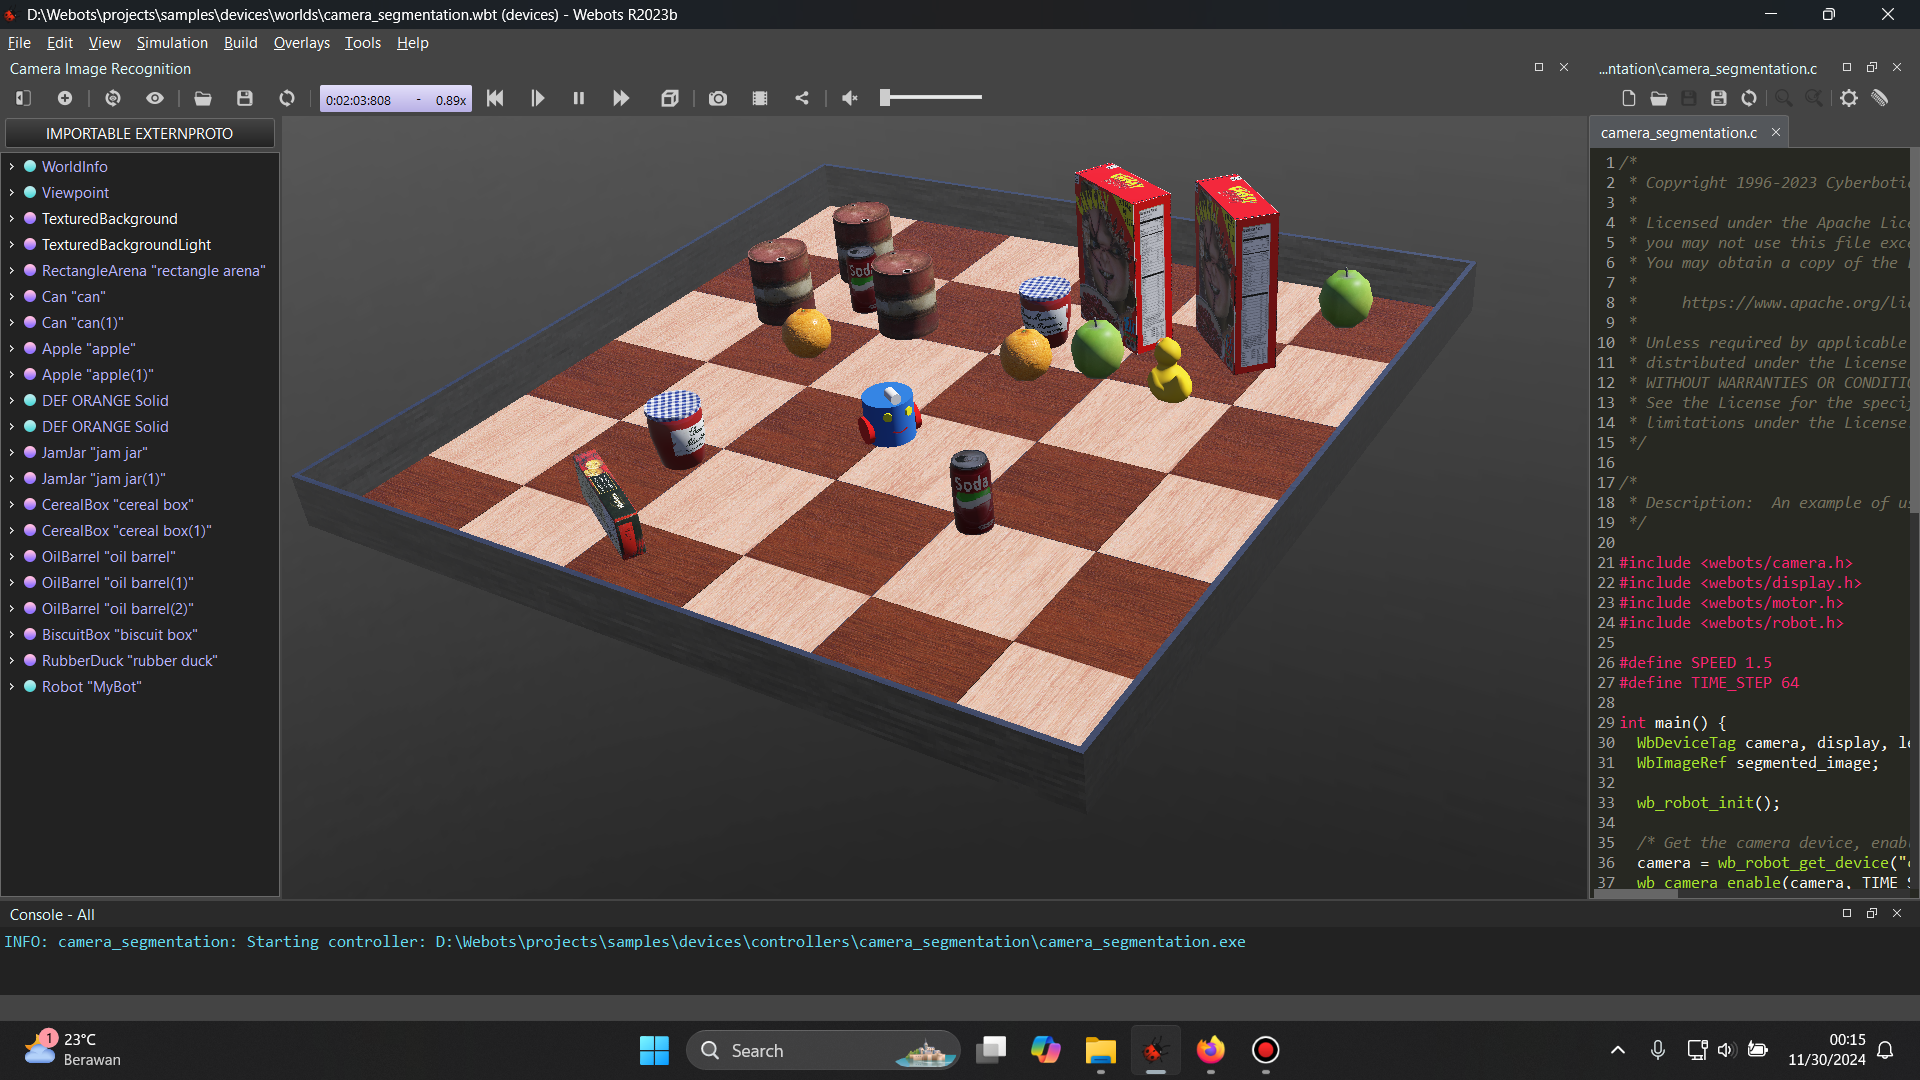 D:\Webots\projects\samples\devices\worlds\camera_segmentation.wbt (devices) - Webots R2023b
File Edit View Simulation Build Overlays Tools Help
Camera Image Recognition
...ntation\camera_segmentation.c
0:02:03:808 - 0.89x
IMPORTABLE EXTERNPROTO
camera_segmentation.c
WorldInfo
Viewpoint
TexturedBackground
TexturedBackgroundLight
RectangleArena "rectangle arena"
Can "can"
Can "can(1)"
Apple "apple"
Apple "apple(1)"
DEF ORANGE Solid
DEF ORANGE Solid
JamJar "jam jar"
JamJar "jam jar(1)"
CerealBox "cereal box"
CerealBox "cereal box(1)"
OilBarrel "oil barrel"
OilBarrel "oil barrel(1)"
OilBarrel "oil barrel(2)"
BiscuitBox "biscuit box"
RubberDuck "rubber duck"
Robot "MyBot"
Soda
Soda
1 /*
2 * Copyright 1996-2023 Cyberbotic
3 *
4 * Licensed under the Apache Lic
5 * you may not use this file exc
6 * You may obtain a copy of the
7 *
8 * https://www.apache.org/li
9 *
10 * Unless required by applicable
11 * distributed under the License
12 * WITHOUT WARRANTIES OR CONDITI
13 * See the License for the speci
14 * limitations under the License
15 */
16
17 /*
18 * Description: An example of u
19 */
20
21 #include <webots/camera.h>
22 #include <webots/display.h>
23 #include <webots/motor.h>
24 #include <webots/robot.h>
25
26 #define SPEED 1.5
27 #define TIME_STEP 64
28
29 int main() {
30 WbDeviceTag camera, display, le
31 WbImageRef segmented_image;
32
33 wb_robot_init();
34
35 /* Get the camera device, enab
36 camera = wb_robot_get_device("c
37 wb_camera_enable(camera, TIME_S
Console - All
INFO: camera_segmentation: Starting controller: D:\Webots\projects\samples\devices\controllers\camera_segmentation\camera_segmentation.exe
1
23°C
Berawan
Search
00:15
11/30/2024